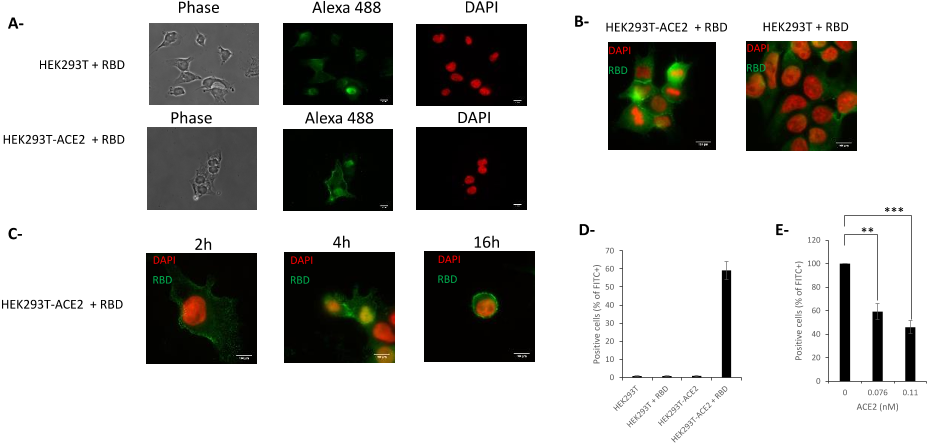 A-
Phase Alexa 488 DAPI
HEK293T + RBD
Phase Alexa 488 DAPI
HEK293T-ACE2 + RBD
B-
HEK293T-ACE2 + RBD HEK293T + RBD
DAPI DAPI
RBD RBD
C-
2h 4h 16h
DAPI DAPI DAPI
RBD RBD RBD
HEK293T-ACE2 + RBD
D-
Positive cells (% of FITC+)
70
60
50
40
30
20
10
0
HEK293T
HEK293T + RBD
HEK293T-ACE2
HEK293T-ACE2 + RBD
E-
***
**
Positive cells (% of FITC+)
120
100
80
60
40
20
0
0 0.076 0.11
ACE2 (nM)